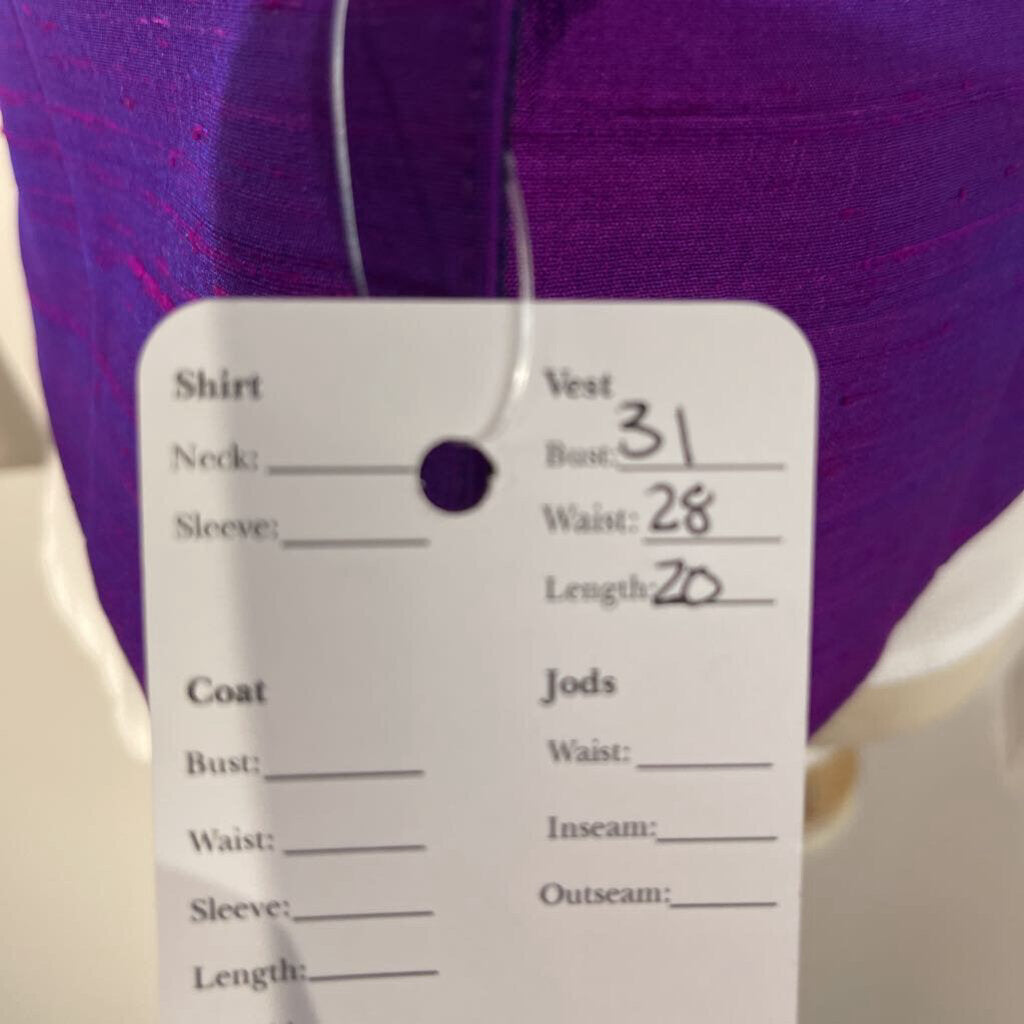 Shirt
Neck:
Sleeve:
Vest
Bust: 31
Waist: 28
Length: 20
Coat
Bust:
Waist:
Sleeve:
Length:
Jods
Waist:
Inseam:
Outseam: